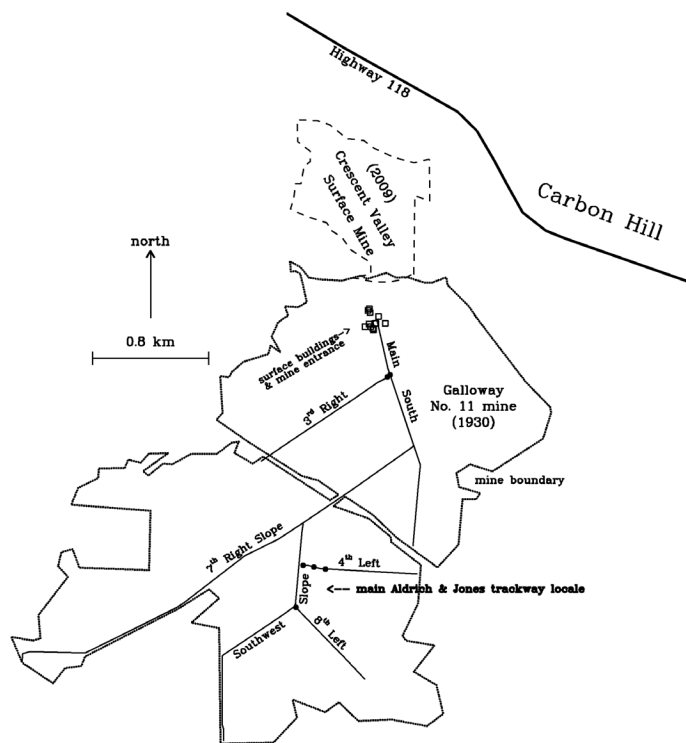 Highway 118
Carbon Hill
(2009)
Crescent Valley
Surface Mine
north
0.8 km
surface buildings-->
& mine entrance
Main
South
3rd Right
Galloway
No. 11 mine
(1930)
mine boundary
7th Right Slope
4th Left
Slope
<-- main Aldrich & Jones trackway locale
Southwest
8th Left